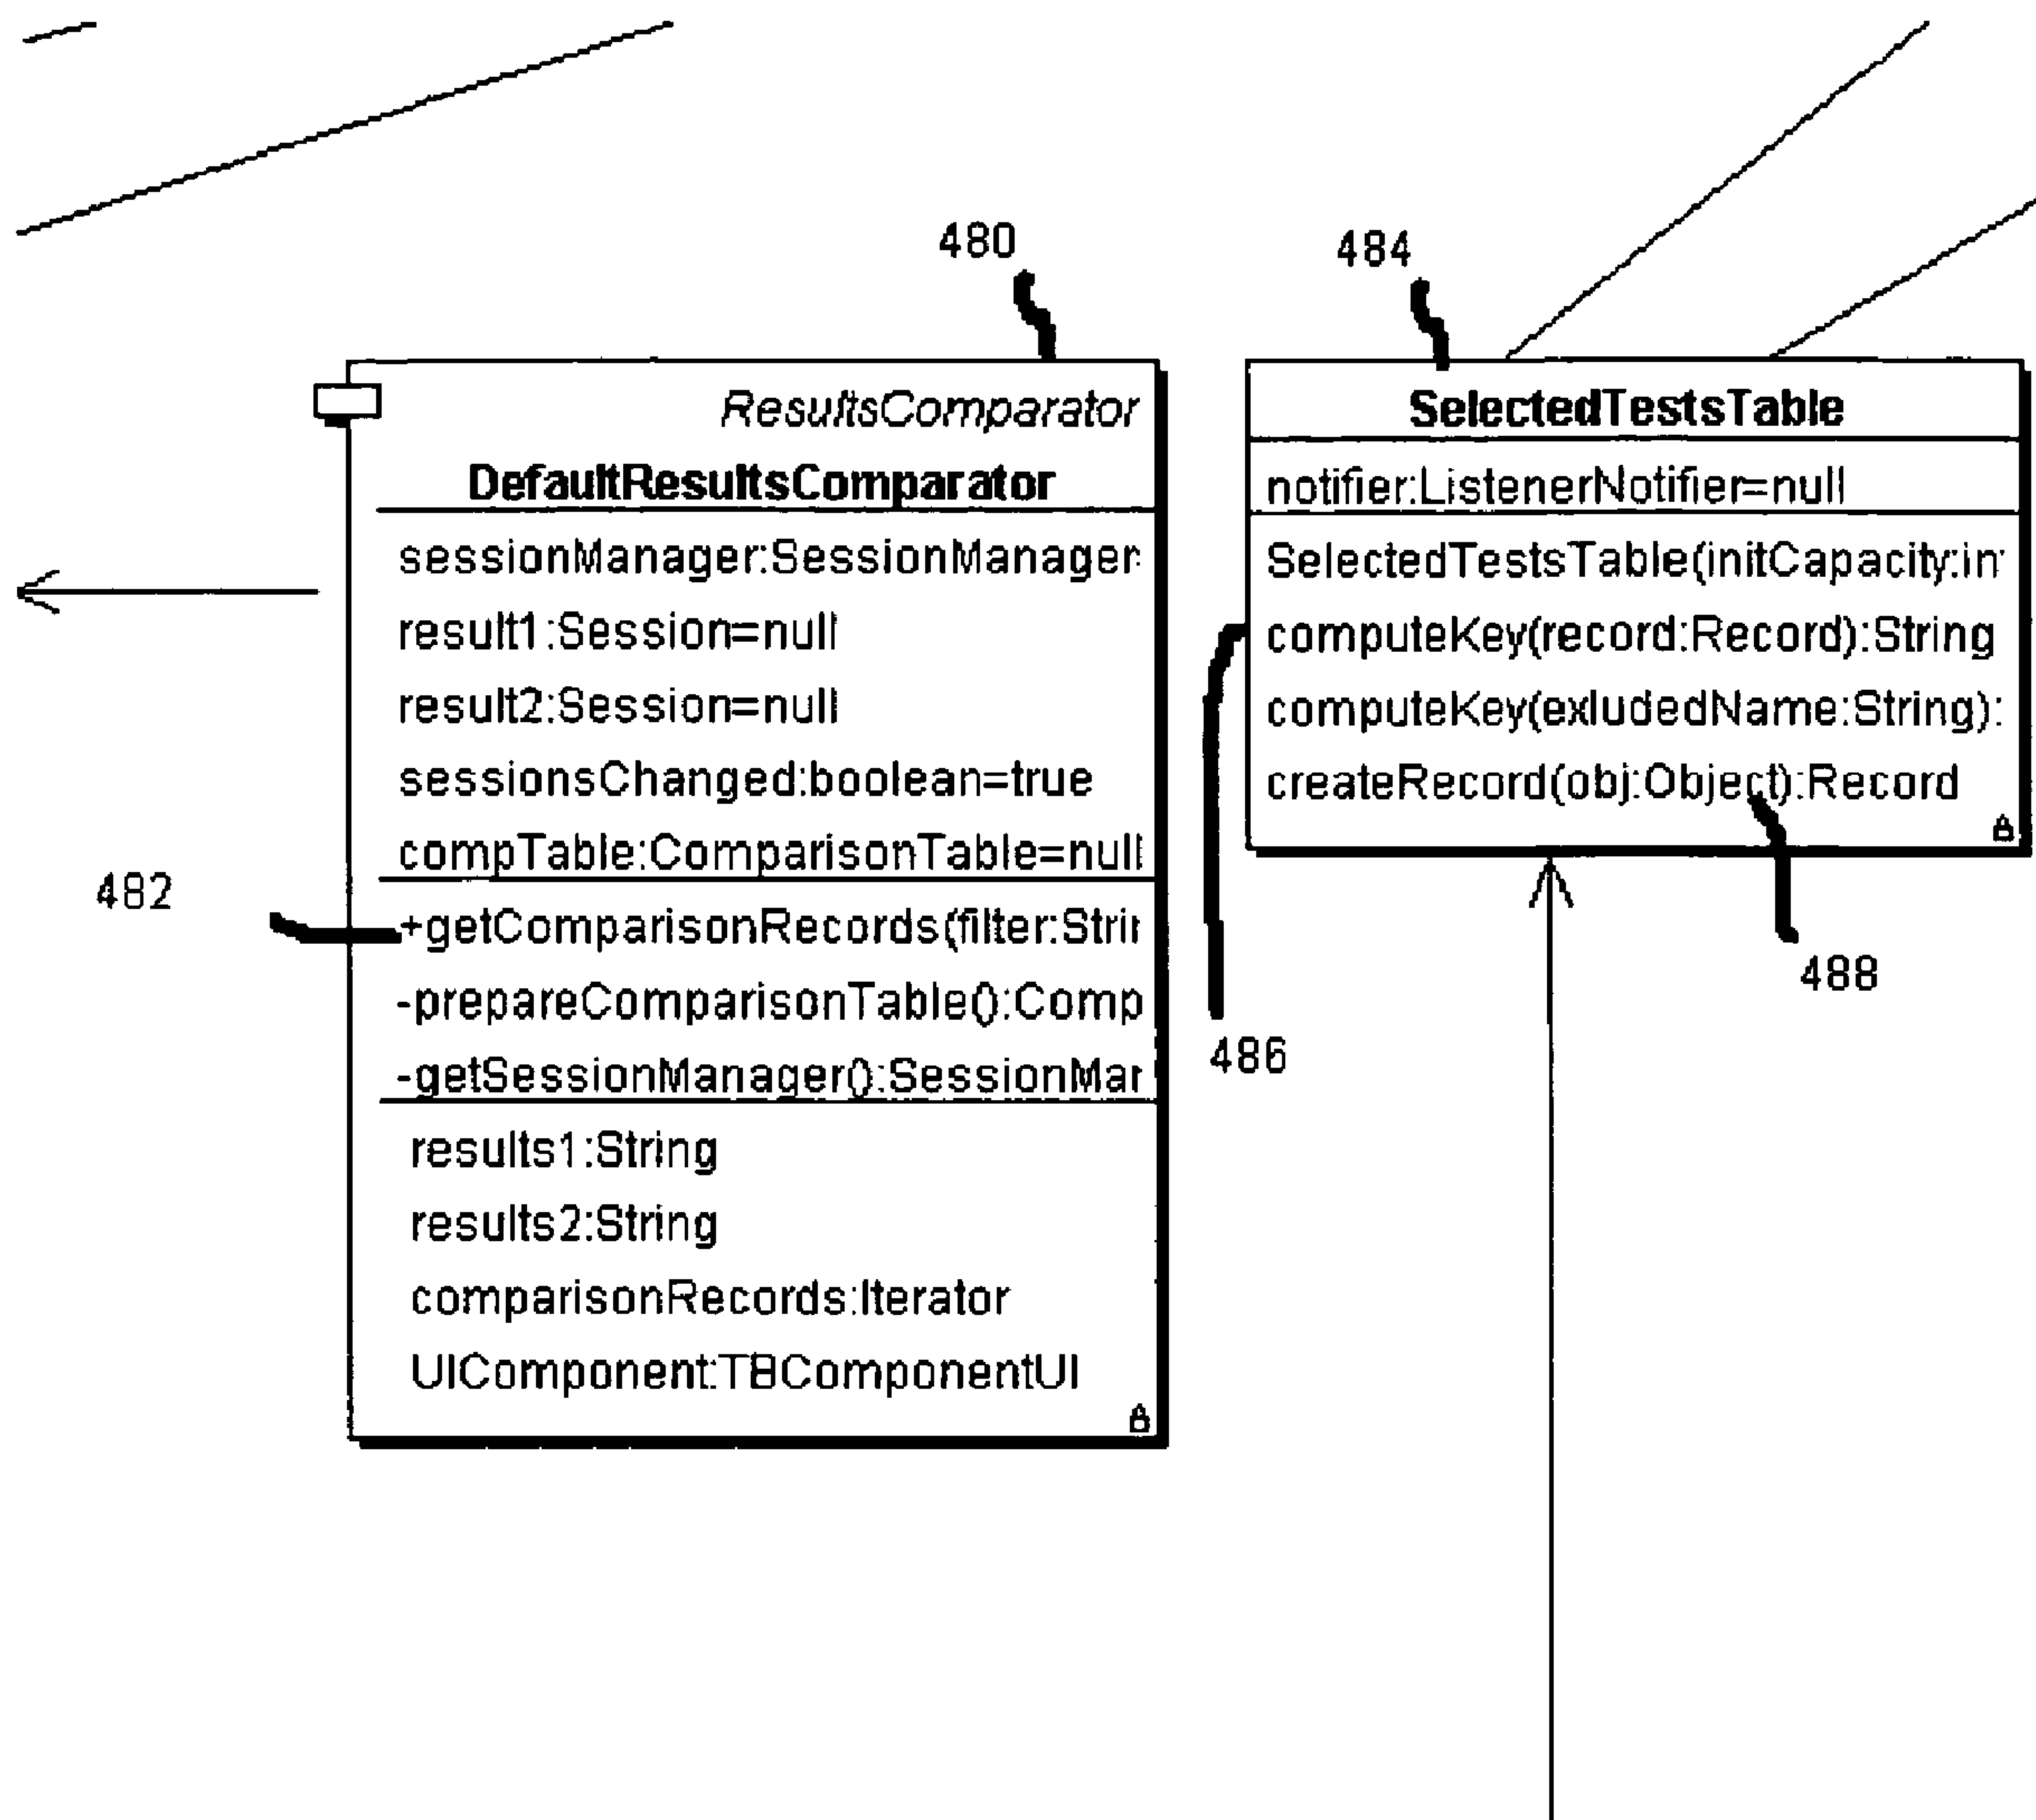 480
484
ResultsComparator
DefaultResultsComparator
sessionManager:SessionManager
result1:Session=null
result2:Session=null
sessionsChanged:boolean=true
compTable:ComparisonTable=null
482
+getComparisonRecords(filter:Strin
-prepareComparisonTable():Comp
-getSessionManager():SessionMar
results1:String
results2:String
comparisonRecords:Iterator
UIComponent:TBComponentUI
SelectedTestsTable
notifier:ListenerNotifier=null
SelectedTestsTable(initCapacity:in
computeKey(record:Record):String
computeKey(exludedName:String):
createRecord(obj:Object):Record
486
488